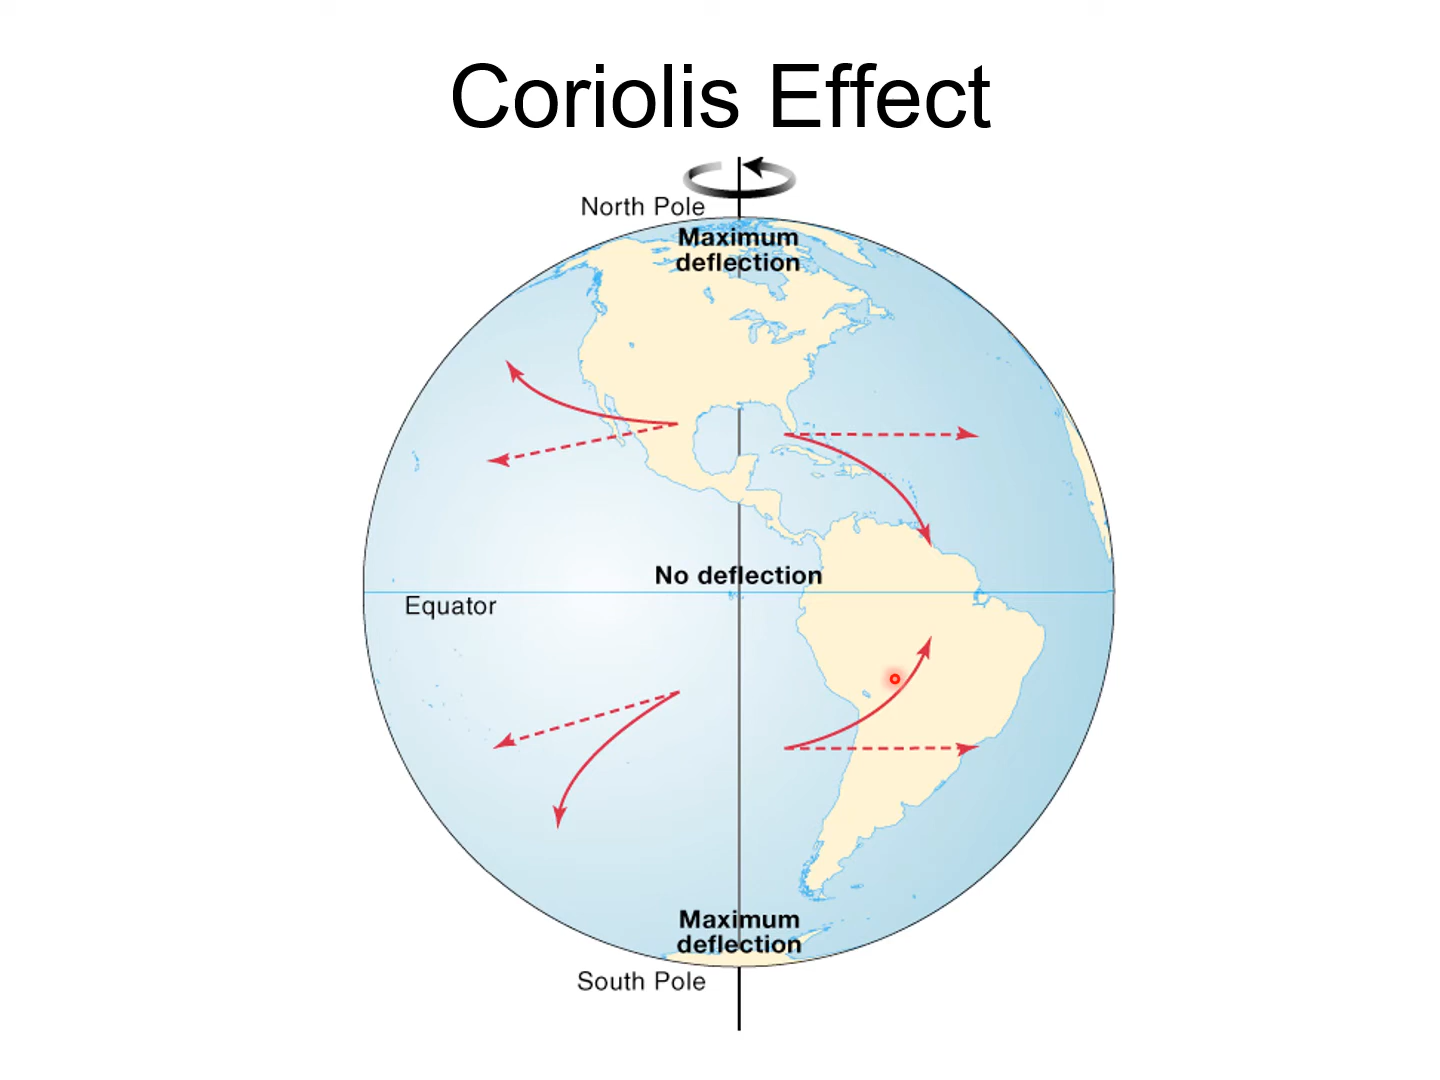 Coriolis Effect
North Pole
Maximum
deflection
No deflection
Equator
Maximum
deflection
South Pole